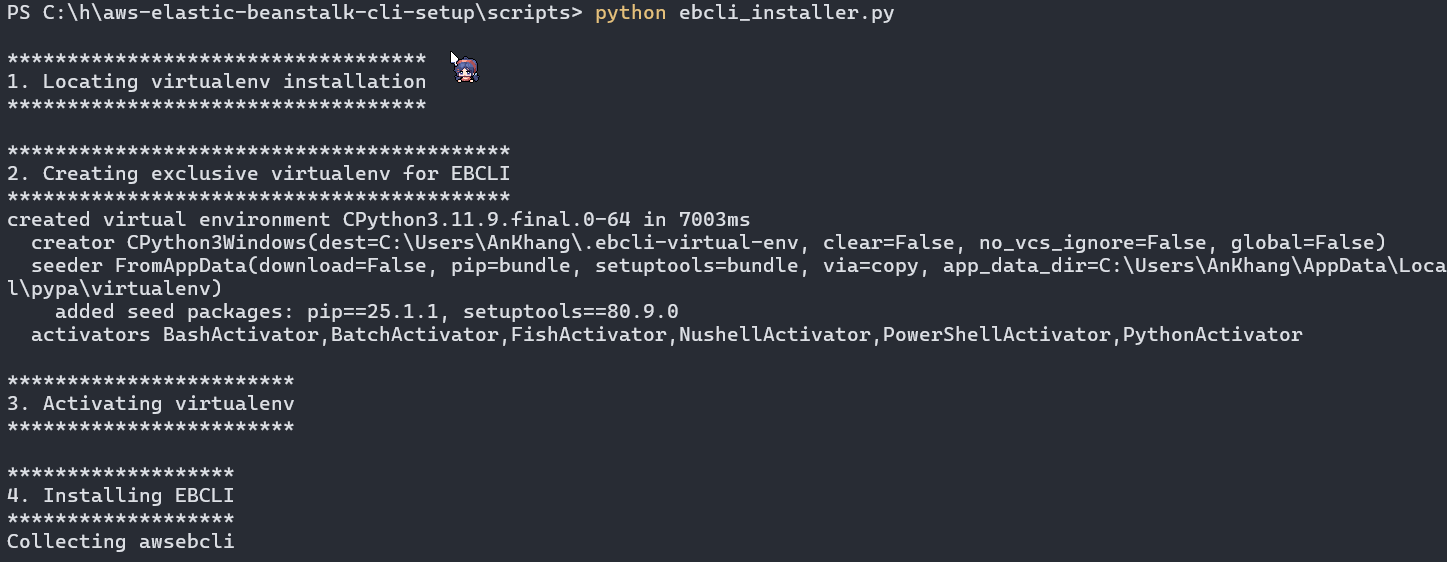 PS C:\h\aws-elastic-beanstalk-cli-setup\scripts> python ebcli_installer.py
***********************************
1. Locating virtualenv installation
***********************************
******************************************
2. Creating exclusive virtualenv for EBCLI
******************************************
created virtual environment CPython3.11.9.final.0-64 in 7003ms
  creator CPython3Windows(dest=C:\Users\AnKhang\.ebcli-virtual-env, clear=False, no_vcs_ignore=False, global=False)
  seeder FromAppData(download=False, pip=bundle, setuptools=bundle, via=copy, app_data_dir=C:\Users\AnKhang\AppData\Loca
l\pypa\virtualenv)
    added seed packages: pip==25.1.1, setuptools==80.9.0
  activators BashActivator,BatchActivator,FishActivator,NushellActivator,PowerShellActivator,PythonActivator
************************
3. Activating virtualenv
************************
*******************
4. Installing EBCLI
*******************
Collecting awsebcli